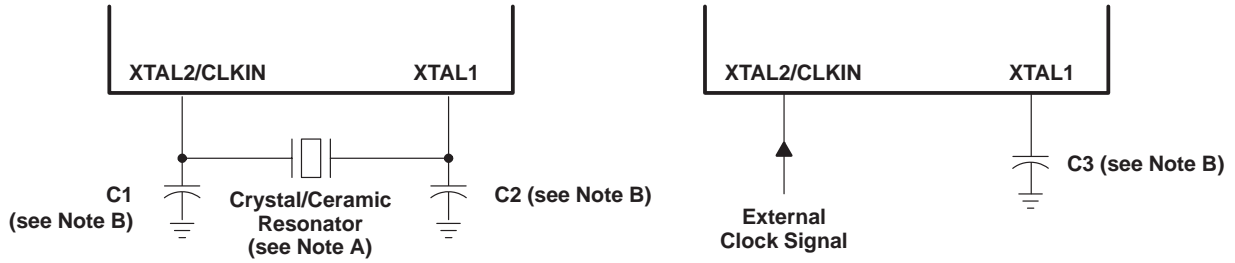 XTAL2/CLKIN XTAL1
C1
(see Note B)
Crystal/Ceramic
Resonator
(see Note A)
C2 (see Note B)
XTAL2/CLKIN XTAL1
C3 (see Note B)
External
Clock Signal